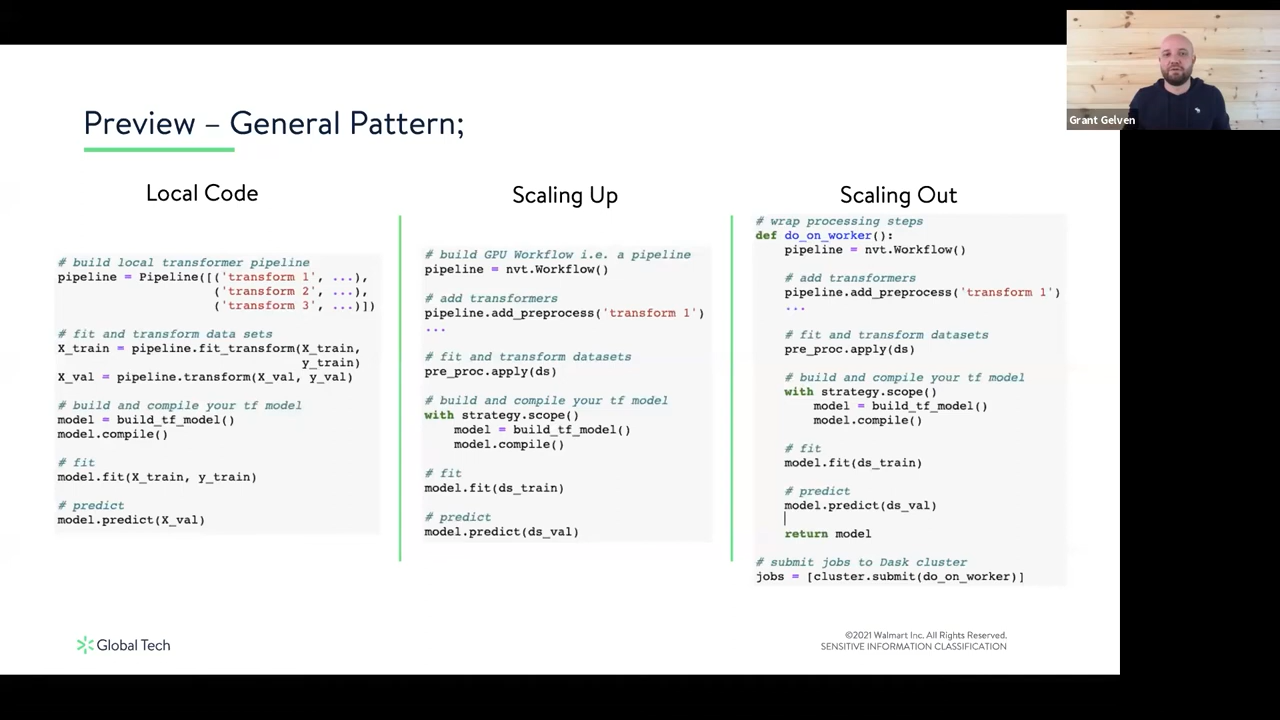 Grant Gelven
Preview – General Pattern;
Local Code
# build local transformer pipeline
pipeline = Pipeline([('transform 1', ...),
('transform 2', ...),
('transform 3', ...)])
# fit and transform data sets
X_train = pipeline.fit_transform(X_train,
y_train)
X_val = pipeline.transform(X_val, y_val)
# build and compile your tf model
model = build_tf_model()
model.compile()
# fit
model.fit(X_train, y_train)
# predict
model.predict(X_val)
Scaling Up
# build GPU Workflow i.e. a pipeline
pipeline = nvt.Workflow()
# add transformers
pipeline.add_preprocess('transform 1')
...
# fit and transform datasets
pre_proc.apply(ds)
# build and compile your tf model
with strategy.scope()
model = build_tf_model()
model.compile()
# fit
model.fit(ds_train)
# predict
model.predict(ds_val)
Scaling Out
# wrap processing steps
def do_on_worker():
pipeline = nvt.Workflow()
# add transformers
pipeline.add_preprocess('transform 1')
...
# fit and transform datasets
pre_proc.apply(ds)
# build and compile your tf model
with strategy.scope()
model = build_tf_model()
model.compile()
# fit
model.fit(ds_train)
# predict
model.predict(ds_val)
return model
# submit jobs to Dask cluster
jobs = [cluster.submit(do_on_worker)]
Global Tech
©2021 Walmart Inc. All Rights Reserved.
SENSITIVE INFORMATION CLASSIFICATION